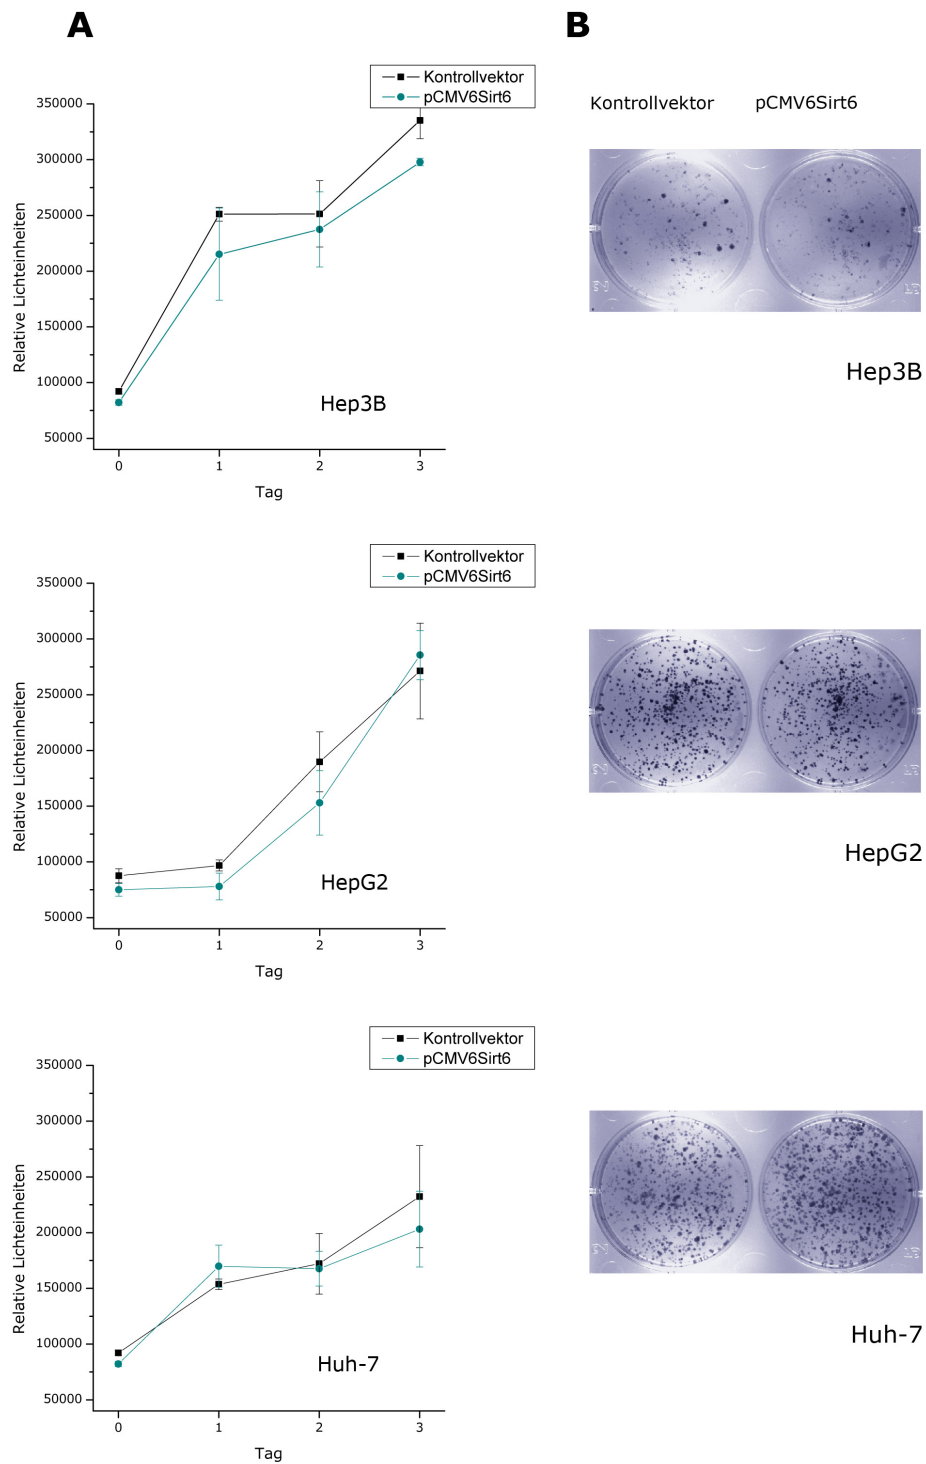 A
B
Kontrollvektor
pCMV6Sirt6
350000
300000
250000
200000
150000
100000
50000
Relative Lichteinheiten
Hep3B
0 1 2 3
Tag
Kontrollvektor pCMV6Sirt6
Hep3B
Kontrollvektor
pCMV6Sirt6
350000
300000
250000
200000
150000
100000
50000
Relative Lichteinheiten
HepG2
0 1 2 3
Tag
HepG2
Kontrollvektor
pCMV6Sirt6
350000
300000
250000
200000
150000
100000
50000
Relative Lichteinheiten
Huh-7
0 1 2 3
Tag
Huh-7